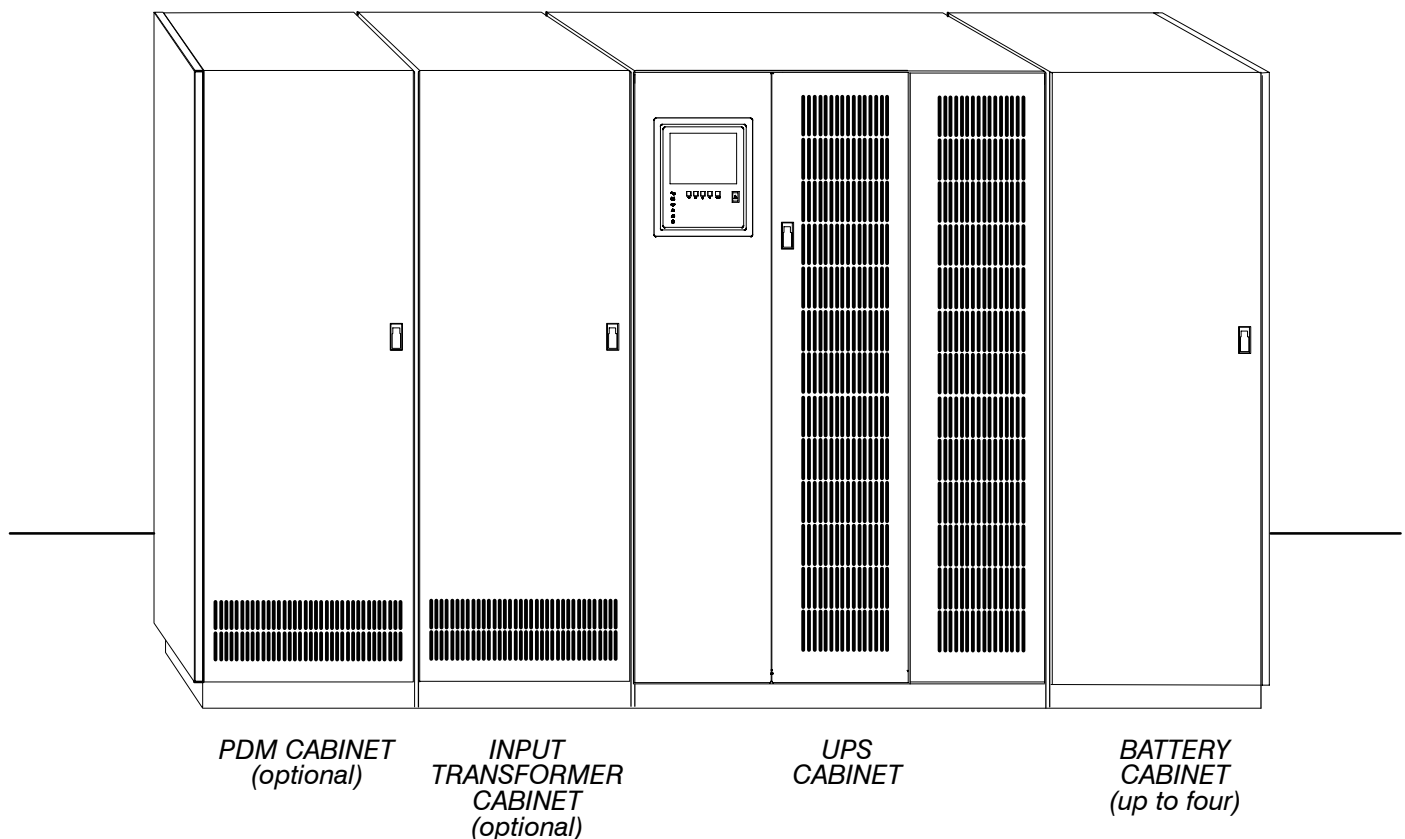 PDM CABINET
(optional)
INPUT
TRANSFORMER
CABINET
(optional)
UPS
CABINET
BATTERY
CABINET
(up to four)